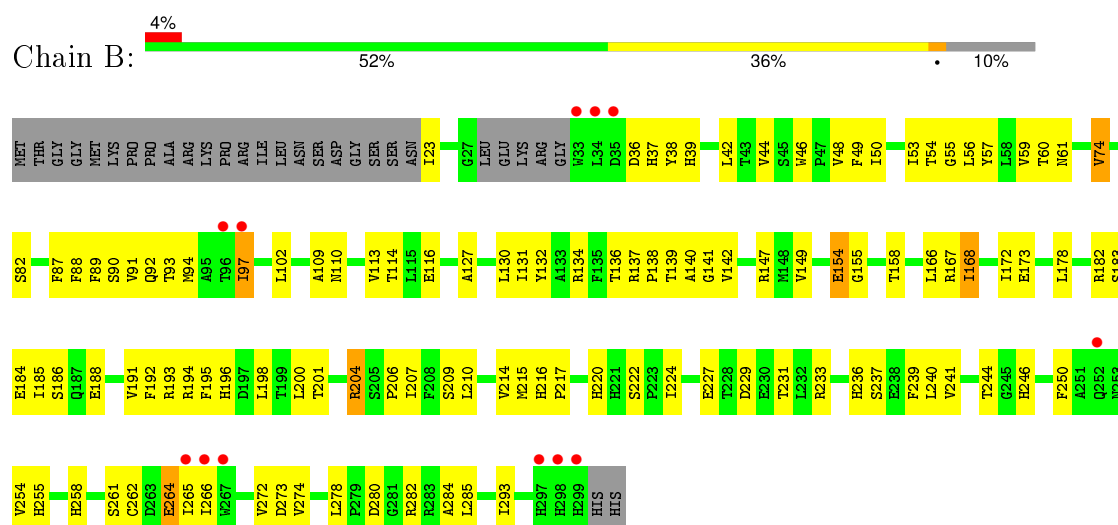 4%
Chain B:
52% 36% • 10%
MET THR GLY GLY MET LYS PRO PRO ALA ARG LYS PRO ARG ILE LEU ASN SER ASP GLY SER SER ASN I23 G27 LEU GLU LYS ARG GLY W33 L34 D35 D36 H37 Y38 H39 L42 T43 V44 S45 W46 P47 V48 F49 I50 I53 T54 G55 L56 Y57 L58 V59 T60 N61 V74
S82 F87 F88 F89 S90 V91 Q92 T93 M94 A95 T96 I97 L102 A109 N110 V113 T114 L115 E116 A127 L130 I131 Y132 A133 R134 F135 T136 R137 P138 T139 A140 G141 V142 R147 M148 V149 E154 G155 T158 L166 R167 I168 I172 E173 L178 R182 S183
E184 I185 S186 Q187 E188 V191 F192 R193 R194 F195 H196 D197 L198 T199 L200 T201 R204 S205 P206 I207 F208 S209 L210 V214 M215 H216 P217 H220 H221 S222 P223 I224 E227 T228 D229 E230 T231 L232 R233 H236 S237 E238 F239 L240 V241 T244 G245 H246 F250 A251 Q252 N253
V254 H255 H258 S261 C262 D263 E264 I265 I266 W267 V272 D273 V274 L278 P279 D280 G281 R282 R283 A284 L285 I293 H297 H298 H299 HIS HIS